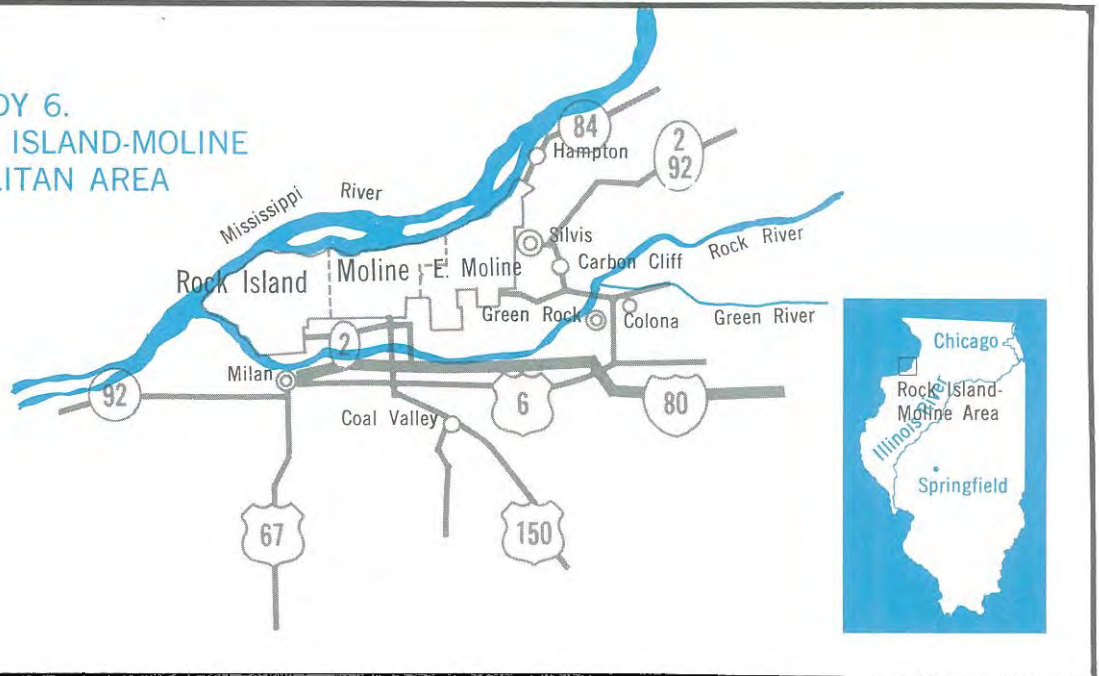 DY 6.
ISLAND-MOLINE
LITAN AREA
84
Hampton
2
92
Mississippi
River
Silvis
Rock River
Rock Island
Moline
E. Moline
Carbon Cliff
Green Rock
Colona
Green River
2
Milan
92
6
80
Coal Valley
67
150
Chicago
Rock Island-
Moline Area
Illinois River
Springfield